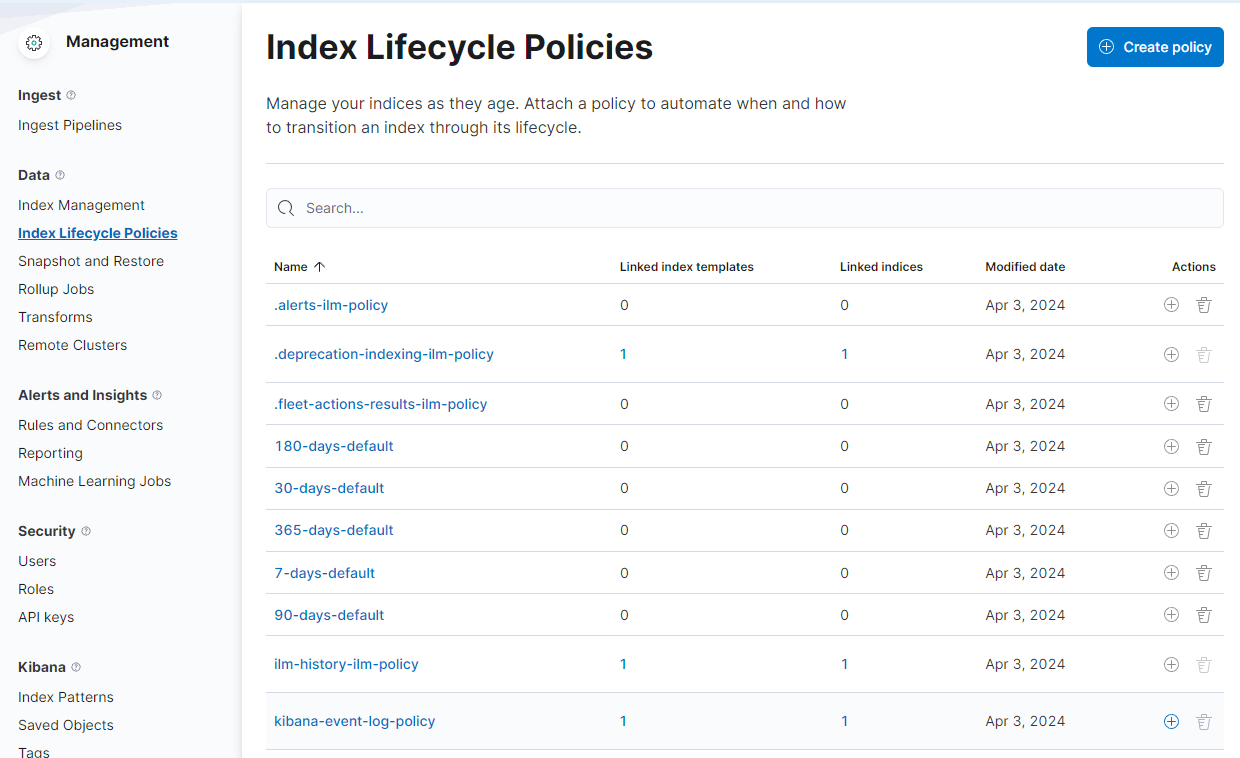 Management
Ingest
Ingest Pipelines
Data
Index Management
Index Lifecycle Policies
Snapshot and Restore
Rollup Jobs
Transforms
Remote Clusters
Alerts and Insights
Rules and Connectors
Reporting
Machine Learning Jobs
Security
Users
Roles
API keys
Kibana
Index Patterns
Saved Objects
Tags
Index Lifecycle Policies
Create policy
Manage your indices as they age. Attach a policy to automate when and how
to transition an index through its lifecycle.
Search...
Name Linked index templates Linked indices Modified date Actions
.alerts-ilm-policy 0 0 Apr 3, 2024
.deprecation-indexing-ilm-policy 1 1 Apr 3, 2024
.fleet-actions-results-ilm-policy 0 0 Apr 3, 2024
180-days-default 0 0 Apr 3, 2024
30-days-default 0 0 Apr 3, 2024
365-days-default 0 0 Apr 3, 2024
7-days-default 0 0 Apr 3, 2024
90-days-default 0 0 Apr 3, 2024
ilm-history-ilm-policy 1 1 Apr 3, 2024
kibana-event-log-policy 1 1 Apr 3, 2024